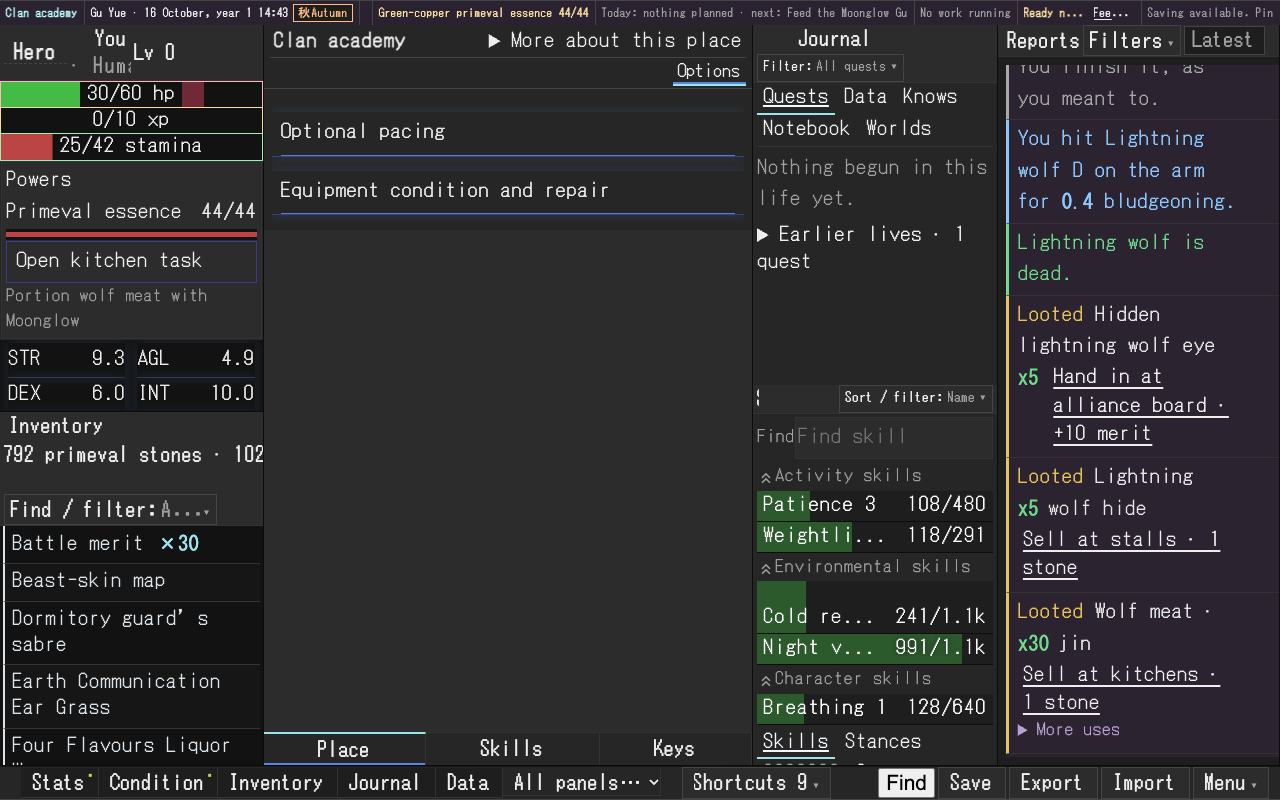 Clan academy
Gu Yue · 16 October, year 1 14:43 秋Autumn
Green-copper primeval essence 44/44
Today: nothing planned · next: Feed the Moonglow Gu
No work running
Ready n... Fee...
Saving available. Pin
Hero
You
Lv 0
30/60 hp
0/10 xp
25/42 stamina
Powers
Primeval essence 44/44
Open kitchen task
Portion wolf meat with
Moonglow
STR 9.3 AGL 4.9
DEX 6.0 INT 10.0
Inventory
792 primeval stones · 102
Find / filter: A...
Battle merit ×30
Beast-skin map
Dormitory guard's
sabre
Earth Communication
Ear Grass
Four Flavours Liquor
Clan academy
▶ More about this place
Options
Optional pacing
Equipment condition and repair
Place Skills Keys
Journal
Filter: All quests ▾
Quests Data Knows
Notebook Worlds
Nothing begun in this
life yet.
▶ Earlier lives · 1
quest
Sort / filter: Name ▾
Find Find skill
Activity skills
Patience 3 108/480
Weightli... 118/291
Environmental skills
Cold re... 241/1.1k
Night v... 991/1.1k
Character skills
Breathing 1 128/640
Skills Stances
Reports Filters ▾ Latest
You finish it, as
you meant to.
You hit Lightning
wolf D on the arm
for 0.4 bludgeoning.
Lightning wolf is
dead.
Looted Hidden
lightning wolf eye
x5 Hand in at
alliance board ·
+10 merit
Looted Lightning
x5 wolf hide
Sell at stalls · 1
stone
Looted Wolf meat ·
x30 jin
Sell at kitchens ·
1 stone
▶ More uses
Stats Condition Inventory Journal Data All panels⋯ Shortcuts 9 ▾ Find Save Export Import Menu ▾